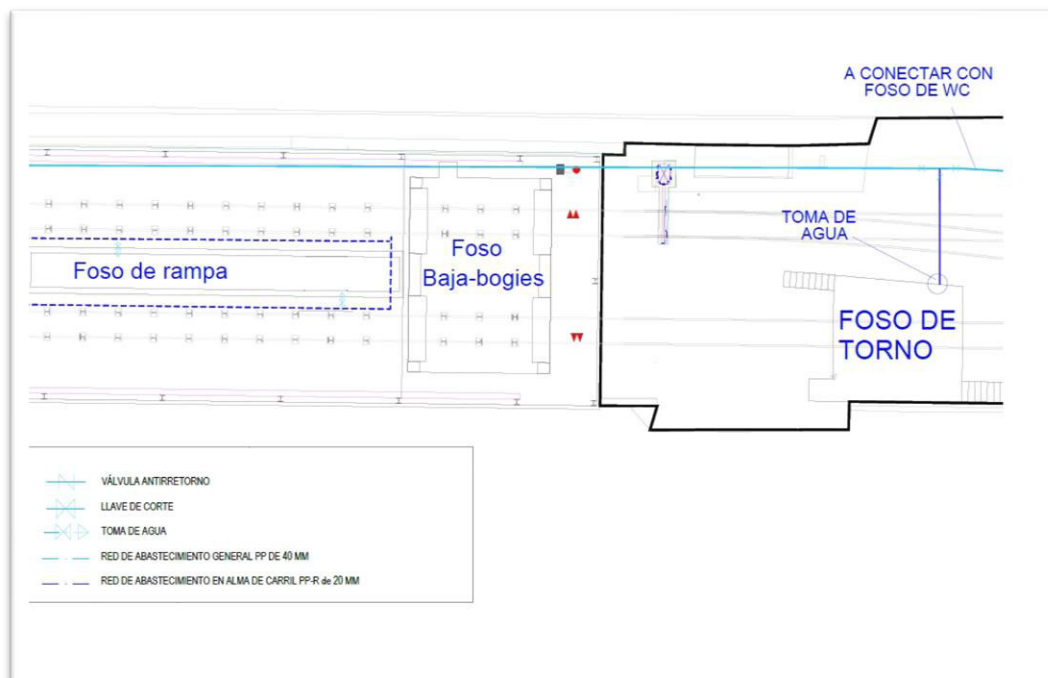 A CONECTAR CON
FOSO DE WC
TOMA DE
AGUA
Foso
Baja-bogies
Foso de rampa
FOSO DE
TORNO
VÁLVULA ANTIRRETORNO
LLAVE DE CORTE
TOMA DE AGUA
RED DE ABASTECIMIENTO GENERAL PP DE 40 MM
RED DE ABASTECIMIENTO EN ALMA DE CARRIL PP-R de 20 MM